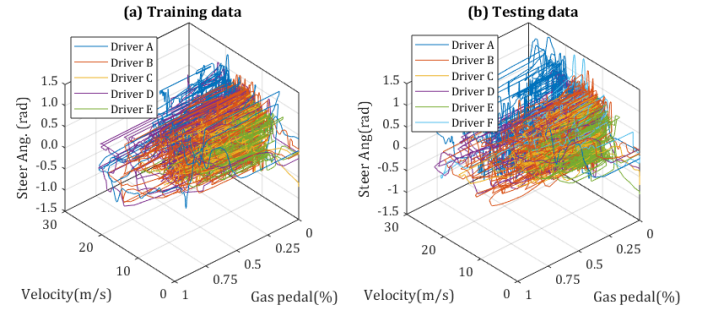 (a) Training data
Driver A
Driver B
Driver C
Driver D
Driver E
Steer Ang. (rad)
1.5
1.0
0.5
0.0
-0.5
-1.0
-1.5
30
20
10
0
Velocity(m/s)
1
0.75
0.5
0.25
0
Gas pedal(%)
(b) Testing data
Driver A
Driver B
Driver C
Driver D
Driver E
Driver F
Steer Ang(rad)
1.5
1.0
0.5
0.0
-0.5
-1
-1.5
30
20
10
0
Velocity(m/s)
1
0.75
0.5
0.25
0
Gas pedal(%)